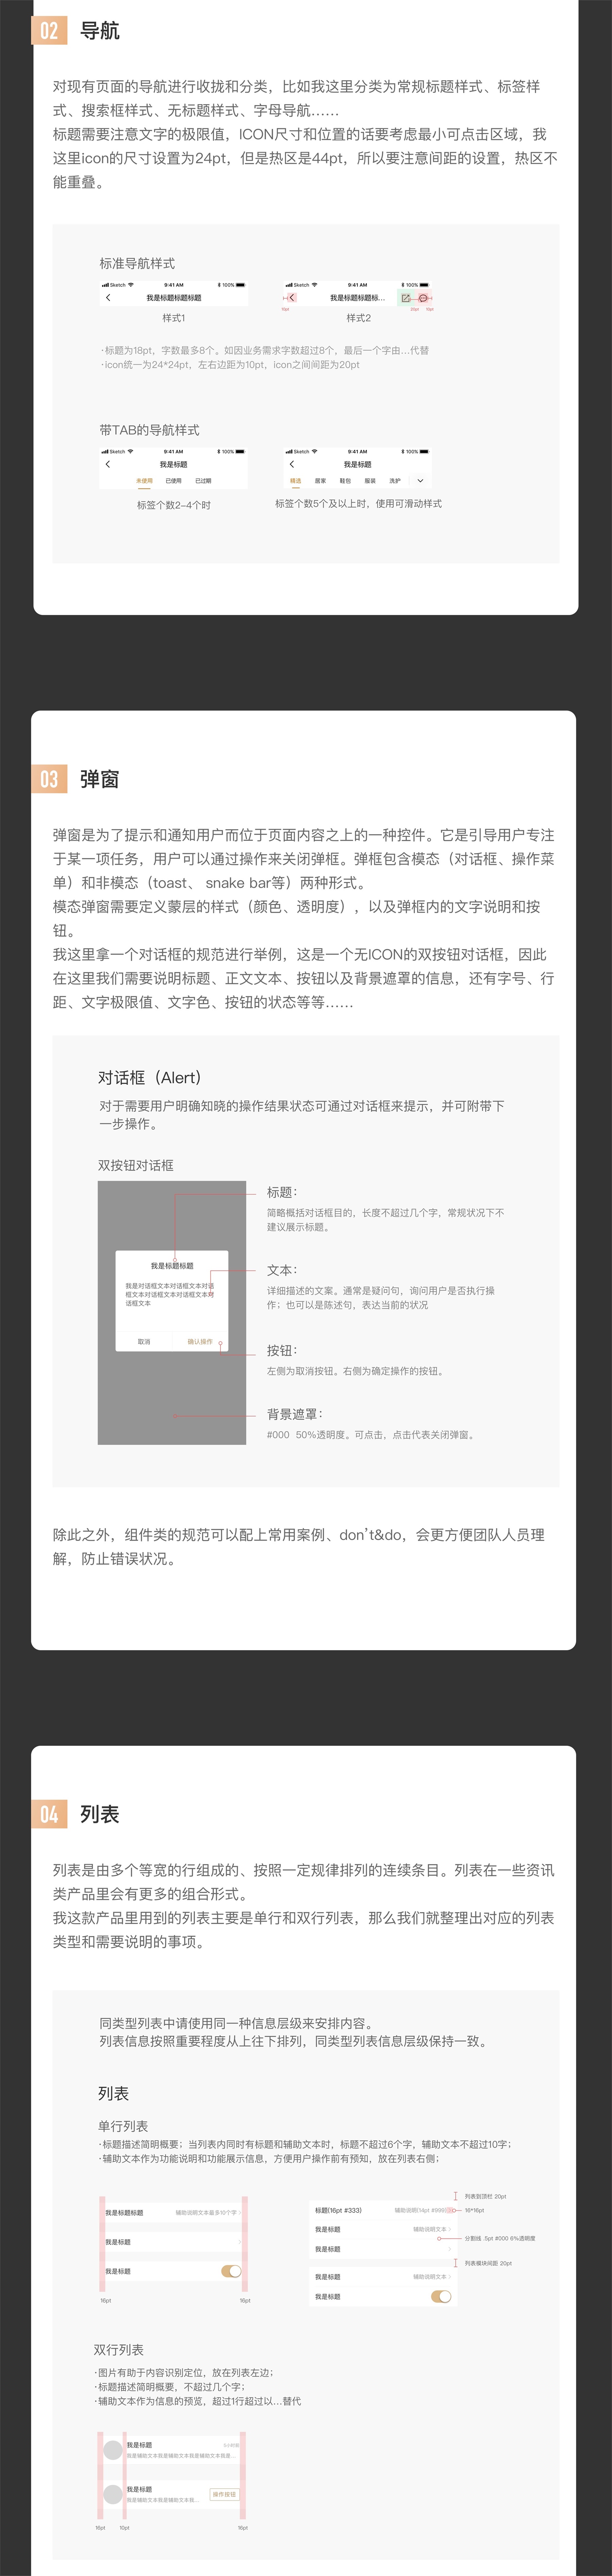 02 导航
对现有页面的导航进行收拢和分类，比如我这里分类为常规标题样式、标签样
式、搜索框样式、无标题样式、字母导航……
标题需要注意文字的极限值，ICON尺寸和位置的话要考虑最小可点击区域，我
这里icon的尺寸设置为24pt，但是热区是44pt，所以要注意间距的设置，热区不
能重叠。
标准导航样式
Sketch 9:41 AM 100%
我是标题标题标题
样式1
Sketch 9:41 AM 100%
我是标题标题标...
10pt 20pt 10pt
样式2
·标题为18pt，字数最多8个。如因业务需求字数超过8个，最后一个字由...代替
·icon统一为24*24pt，左右边距为10pt，icon之间间距为20pt
带TAB的导航样式
Sketch 9:41 AM 100%
我是标题
未使用 已使用 已过期
标签个数2-4个时
Sketch 9:41 AM 100%
我是标题
精选 居家 鞋包 服装 洗护
标签个数5个及以上时，使用可滑动样式
03 弹窗
弹窗是为了提示和通知用户而位于页面内容之上的一种控件。它是引导用户专注
于某一项任务，用户可以通过操作来关闭弹框。弹框包含模态（对话框、操作菜
单）和非模态（toast、 snake bar等）两种形式。
模态弹窗需要定义蒙层的样式（颜色、透明度），以及弹框内的文字说明和按
钮。
我这里拿一个对话框的规范进行举例，这是一个无ICON的双按钮对话框，因此
在这里我们需要说明标题、正文文本、按钮以及背景遮罩的信息，还有字号、行
距、文字极限值、文字色、按钮的状态等等……
对话框（Alert）
对于需要用户明确知晓的操作结果状态可通过对话框来提示，并可附带下
一步操作。
双按钮对话框
我是标题标题
我是对话框文本对话框文本对话
框文本对话框文本对话框文本对
话框文本
取消 确认操作
标题：
简略概括对话框目的，长度不超过几个字，常规状况下不
建议展示标题。
文本：
详细描述的文案。通常是疑问句，询问用户是否执行操
作；也可以是陈述句，表达当前的状况
按钮：
左侧为取消按钮。右侧为确定操作的按钮。
背景遮罩：
#000 50%透明度。可点击，点击代表关闭弹窗。
除此之外，组件类的规范可以配上常用案例、don't&do，会更方便团队人员理
解，防止错误状况。
04 列表
列表是由多个等宽的行组成的、按照一定规律排列的连续条目。列表在一些资讯
类产品里会有更多的组合形式。
我这款产品里用到的列表主要是单行和双行列表，那么我们就整理出对应的列表
类型和需要说明的事项。
同类型列表中请使用同一种信息层级来安排内容。
列表信息按照重要程度从上往下排列，同类型列表信息层级保持一致。
列表
单行列表
·标题描述简明概要；当列表内同时有标题和辅助文本时，标题不超过6个字，辅助文本不超过10字；
·辅助文作为功能说明和功能展示信息，方便用户操作前有预知，放在列表右侧；
我是标题标题 辅助说明文本最多10个字
我是标题
我是标题
16pt 16pt
标题(16pt #333) 辅助说明(14pt #999)
我是标题 辅助说明文本
我是标题
我是标题 辅助说明文本
我是标题
列表到顶栏 20pt
16*16pt
分割线 .5pt #000 6%透明度
列表模块间距 20pt
双行列表
·图片有助于内容识别定位，放在列表左边；
·标题描述简明概要，不超过几个字；
·辅助文本作为信息的预览，超过1行超过以...替代
我是标题
我是辅助文本我是辅助文本我是辅助文本我是...
我是标题
我是辅助文本我是辅助文本我...
操作按钮
16pt 10pt 16pt